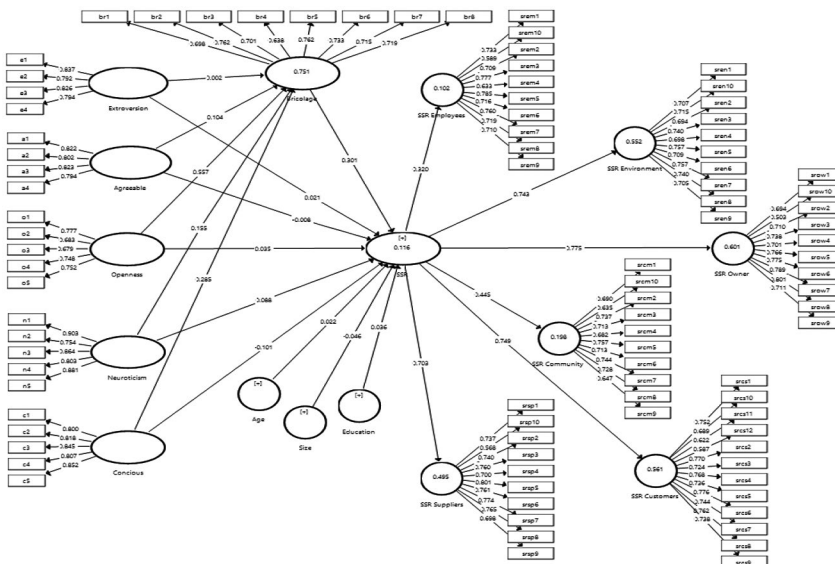 br1
br2
br3
br4
br5
br6
br7
br8
0.698
0.762
0.701
0.638
0.762
0.733
0.715
0.719
0.751
Bricolage
e1
e2
e3
e4
0.837
0.792
0.826
0.794
Extroversion
0.002
a1
a2
a3
a4
0.822
0.802
0.823
0.794
Agreeable
0.104
o1
o2
o3
o4
o5
0.777
0.683
0.679
0.748
0.752
Openness
0.557
n1
n2
n3
n4
n5
0.903
0.754
0.864
0.803
0.881
Neuroticism
0.155
c1
c2
c3
c4
c5
0.800
0.818
0.845
0.807
0.852
Concious
0.285
0.301
0.021
-0.006
0.035
0.088
-0.101
0.022
-0.046
0.036
[+]
Age
[+]
Size
[+]
Education
[+]
0.116
SSR
0.320
0.743
0.775
0.445
0.749
0.703
0.102
SSR Employees
0.733
0.589
0.709
0.777
0.633
0.785
0.716
0.760
0.719
0.710
srem1
srem10
srem2
srem3
srem4
srem5
srem6
srem7
srem8
srem9
0.552
SSR Environment
0.707
0.715
0.694
0.740
0.698
0.757
0.709
0.757
0.740
0.705
sren1
sren10
sren2
sren3
sren4
sren5
sren6
sren7
sren8
sren9
0.601
SSR Owner
0.694
0.503
0.710
0.738
0.701
0.766
0.775
0.789
0.801
0.711
srow1
srow10
srow2
srow3
srow4
srow5
srow6
srow7
srow8
srow9
0.198
SSR Community
0.690
0.635
0.737
0.713
0.682
0.757
0.713
0.744
0.728
0.647
srcm1
srcm10
srcm2
srcm3
srcm4
srcm5
srcm6
srcm7
srcm8
srcm9
0.495
SSR Suppliers
0.737
0.568
0.740
0.760
0.700
0.801
0.761
0.774
0.765
0.698
srsp1
srsp10
srsp2
srsp3
srsp4
srsp5
srsp6
srsp7
srsp8
srsp9
0.561
SSR Customers
0.752
0.689
0.622
0.587
0.770
0.724
0.768
0.736
0.776
0.744
0.762
0.738
srcs1
srcs10
srcs11
srcs12
srcs2
srcs3
srcs4
srcs5
srcs6
srcs7
srcs8
srcs9